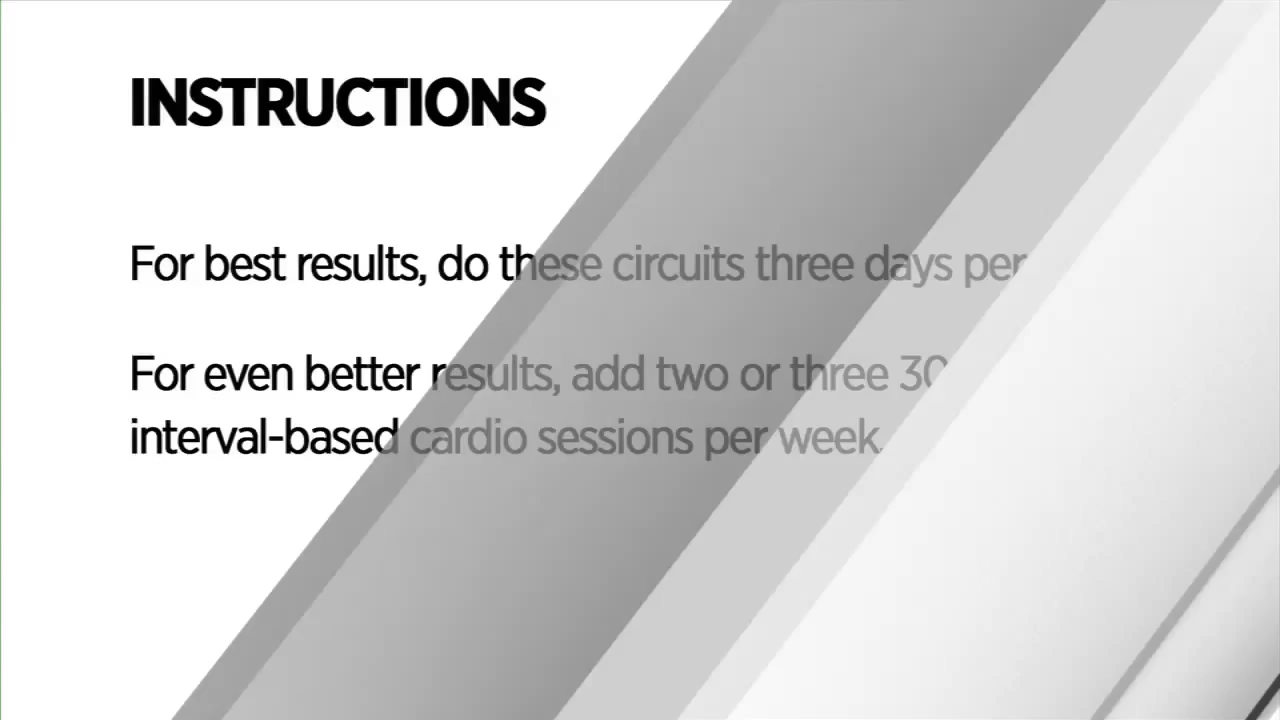 INSTRUCTIONS
For best results, do these circuits three days per
For even better results, add two or three 30
interval-based cardio sessions per week.